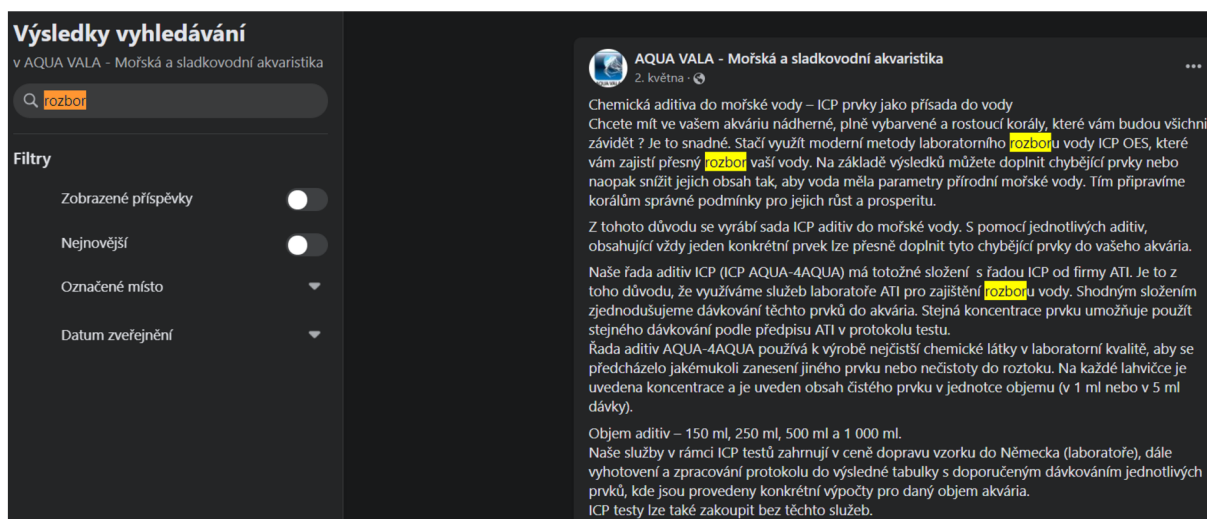 Výsledky vyhledávání
v AQUA VALA - Mořská a sladkovodní akvaristika
rozbor
Filtry
Zobrazené příspěvky
Nejnovější
Označené místo
Datum zveřejnění
AQUA VALA - Mořská a sladkovodní akvaristika
2. května ·
Chemická aditiva do mořské vody – ICP prvky jako přísada do vody
Chcete mít ve vašem akváriu nádherné, plně vybarvené a rostoucí korály, které vám budou všichni
závidět ? Je to snadné. Stačí využít moderní metody laboratorního rozboru vody ICP OES, které
vám zajistí přesný rozbor vaší vody. Na základě výsledků můžete doplnit chybějící prvky nebo
naopak snížit jejich obsah tak, aby voda měla parametry přírodní mořské vody. Tím připravíme
korálům správné podmínky pro jejich růst a prosperitu.
Z tohoto důvodu se vyrábí sada ICP aditiv do mořské vody. S pomocí jednotlivých aditiv,
obsahující vždy jeden konkrétní prvek lze přesně doplnit tyto chybějící prvky do vašeho akvária.
Naše řada aditiv ICP (ICP AQUA-4AQUA) má totožné složení s řadou ICP od firmy ATI. Je to z
toho důvodu, že využíváme služeb laboratoře ATI pro zajištění rozboru vody. Shodným složením
zjednodušujeme dávkování těchto prvků do akvária. Stejná koncentrace prvku umožňuje použít
stejného dávkování podle předpisu ATI v protokolu testu.
Řada aditiv AQUA-4AQUA používá k výrobě nejčistší chemické látky v laboratorní kvalitě, aby se
předcházelo jakémukoli zanesení jiného prvku nebo nečistoty do roztoku. Na každé lahvičce je
uvedena koncentrace a je uveden obsah čistého prvku v jednotce objemu (v 1 ml nebo v 5 ml
dávky).
Objem aditiv – 150 ml, 250 ml, 500 ml a 1 000 ml.
Naše služby v rámci ICP testů zahrnují v ceně dopravu vzorku do Německa (laboratoře), dále
vyhotovení a zpracování protokolu do výsledné tabulky s doporučeným dávkováním jednotlivých
prvků, kde jsou provedeny konkrétní výpočty pro daný objem akvária.
ICP testy lze také zakoupit bez těchto služeb.